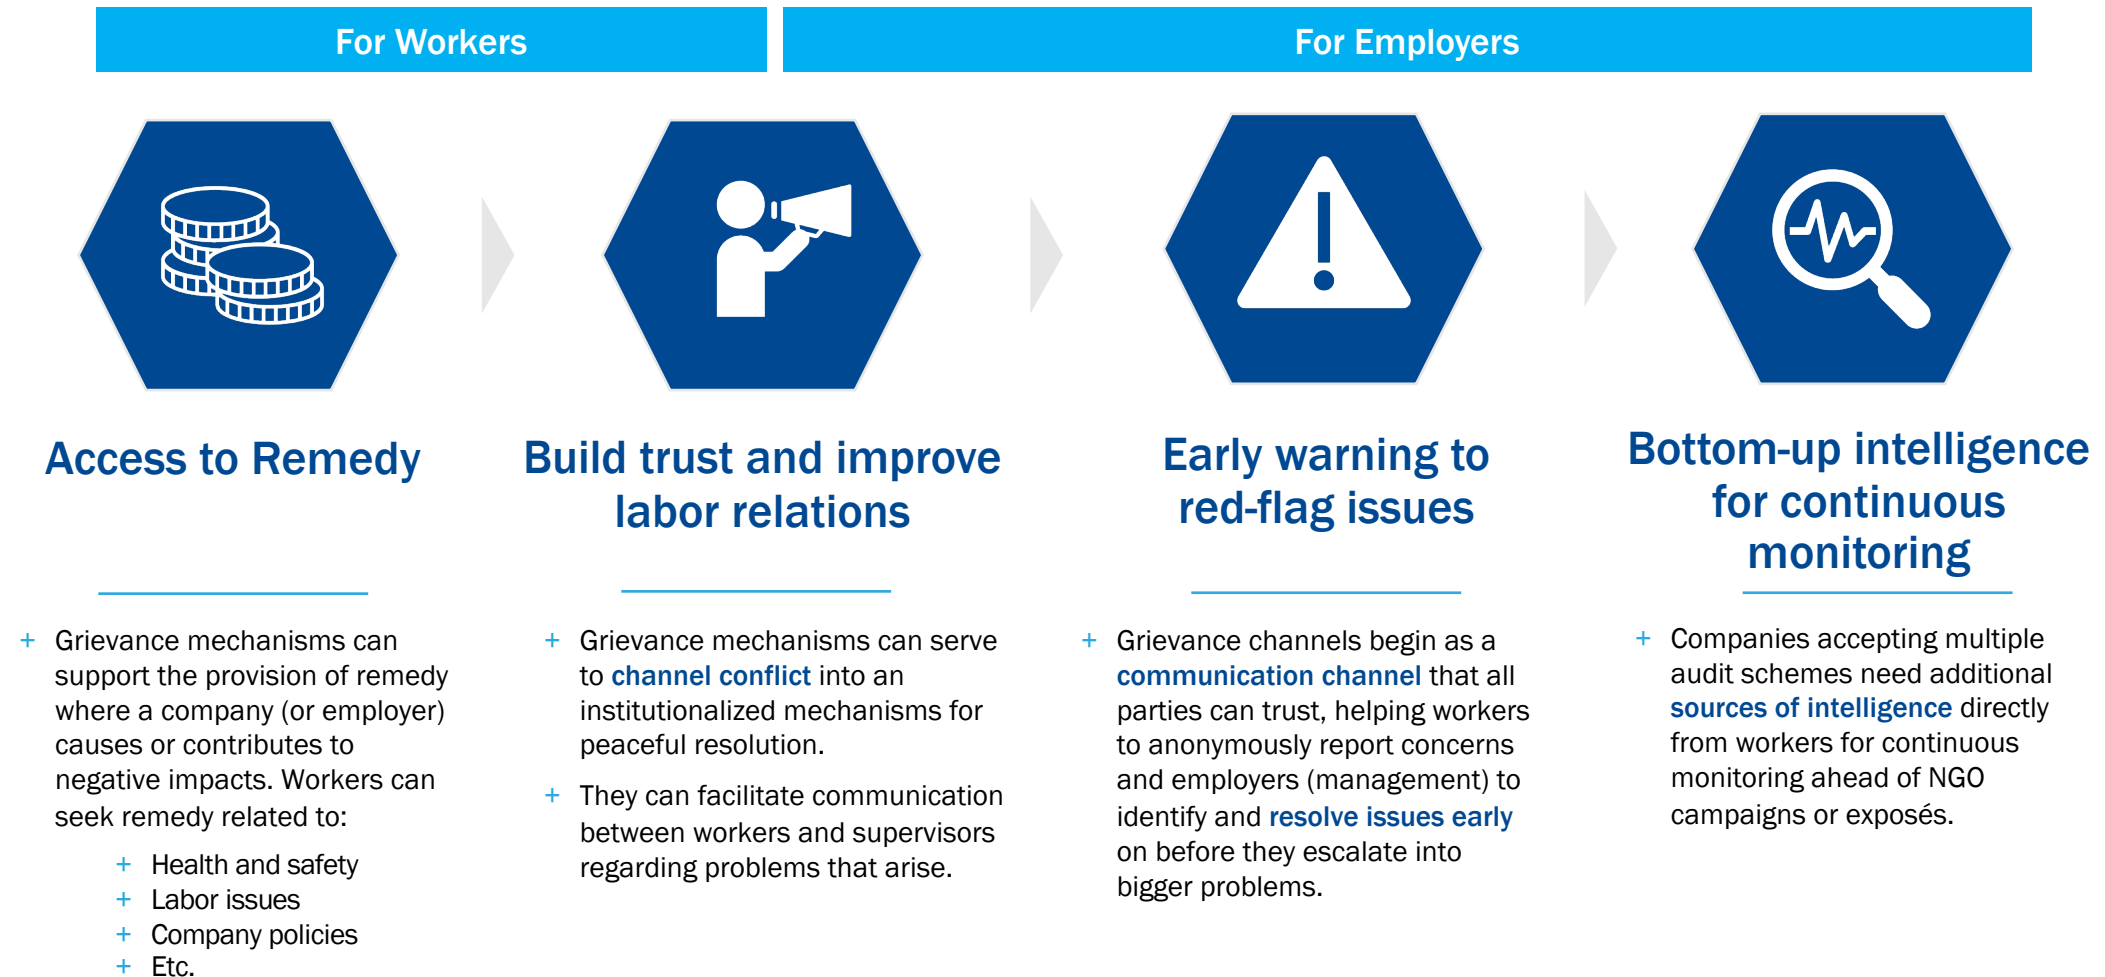 For Workers
For Employers
Access to Remedy
+ Grievance mechanisms can
support the provision of remedy
where a company (or employer)
causes or contributes to
negative impacts. Workers can
seek remedy related to:
+ Health and safety
+ Labor issues
+ Company policies
+ Etc.
Build trust and improve
labor relations
+ Grievance mechanisms can serve
to channel conflict into an
institutionalized mechanisms for
peaceful resolution.
+ They can facilitate communication
between workers and supervisors
regarding problems that arise.
Early warning to
red-flag issues
+ Grievance channels begin as a
communication channel that all
parties can trust, helping workers
to anonymously report concerns
and employers (management) to
identify and resolve issues early
on before they escalate into
bigger problems.
Bottom-up intelligence
for continuous
monitoring
+ Companies accepting multiple
audit schemes need additional
sources of intelligence directly
from workers for continuous
monitoring ahead of NGO
campaigns or exposés.